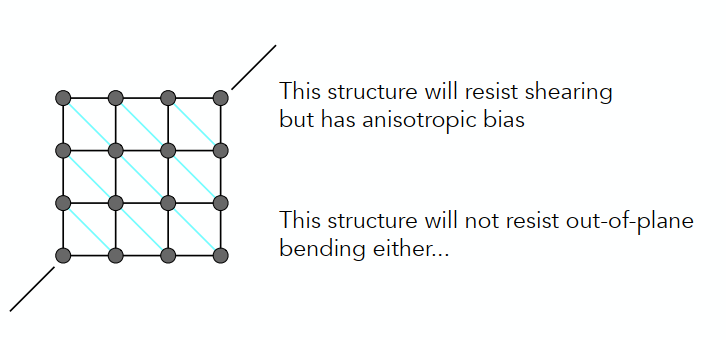 This structure will resist shearing
but has anisotropic bias
This structure will not resist out-of-plane
bending either...